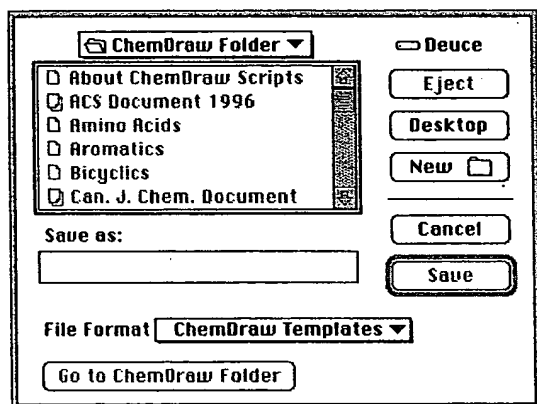 ChemDraw Folder
Deuce
About ChemDraw Scripts
ACS Document 1996
Amino Acids
Aromatics
Bicyclics
Can. J. Chem. Document
Eject
Desktop
New
Save as:
Cancel
Save
File Format ChemDraw Templates
Go to ChemDraw Folder